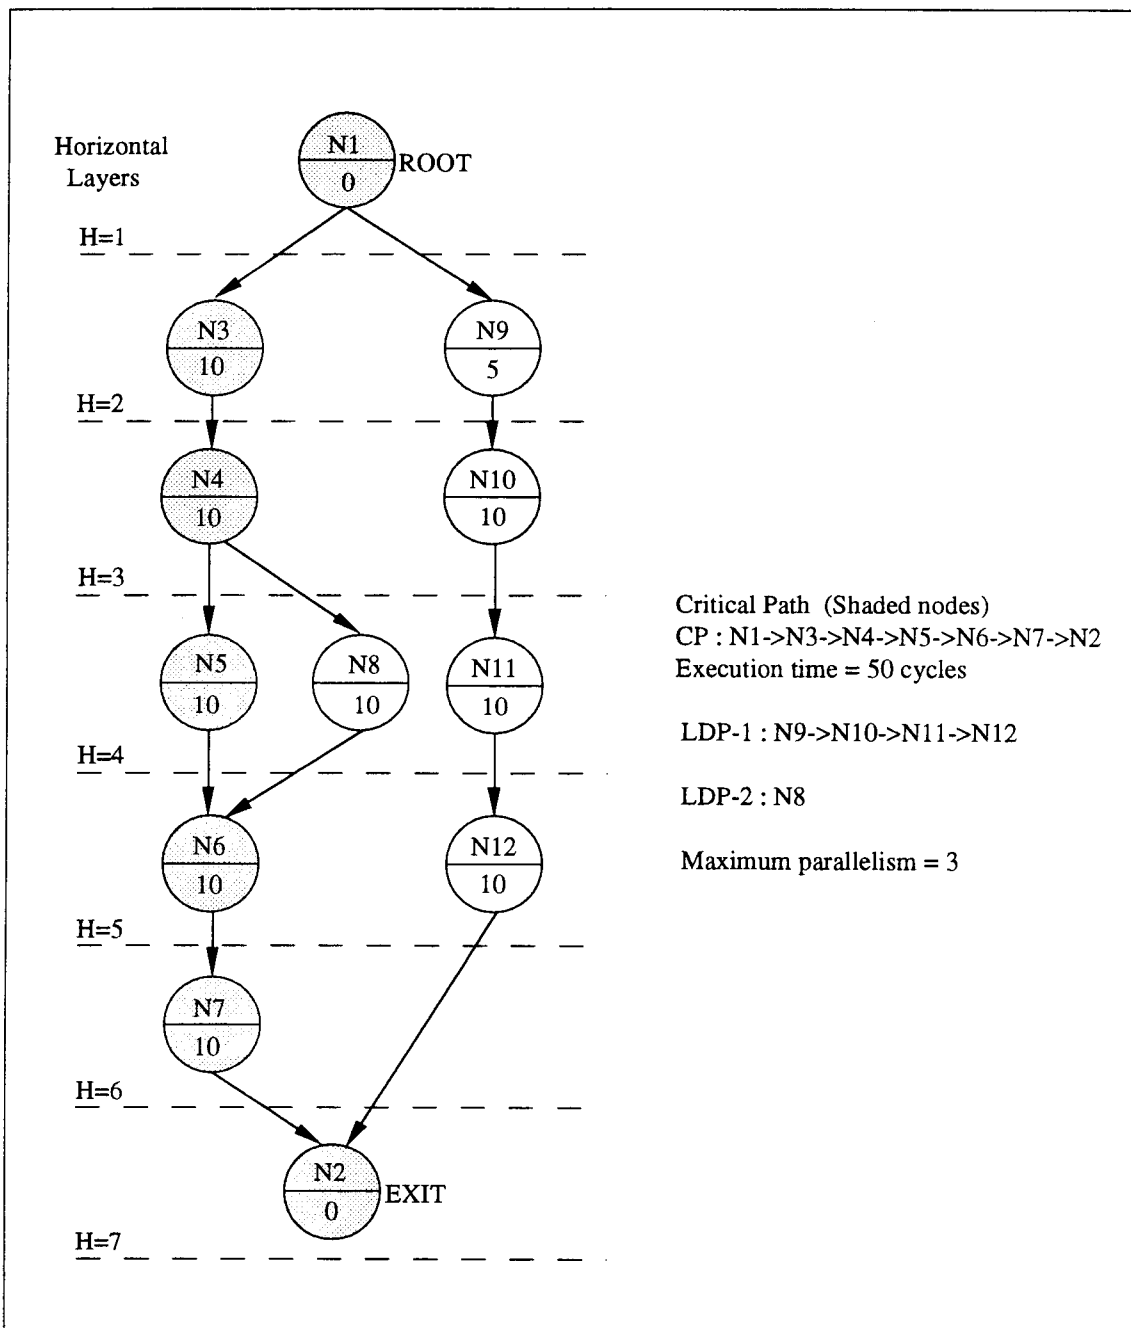 Horizontal
Layers
N1
0
ROOT
H=1
N3
10
N9
5
H=2
N4
10
N10
10
H=3
N5
10
N8
10
N11
10
H=4
N6
10
N12
10
H=5
N7
10
H=6
N2
0
EXIT
H=7
Critical Path (Shaded nodes)
CP : N1->N3->N4->N5->N6->N7->N2
Execution time = 50 cycles
LDP-1 : N9->N10->N11->N12
LDP-2 : N8
Maximum parallelism = 3